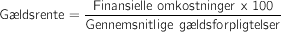 Gældsrente = Finansielle omkostninger x 100
Gennemsnitlige gældsforpligtelser